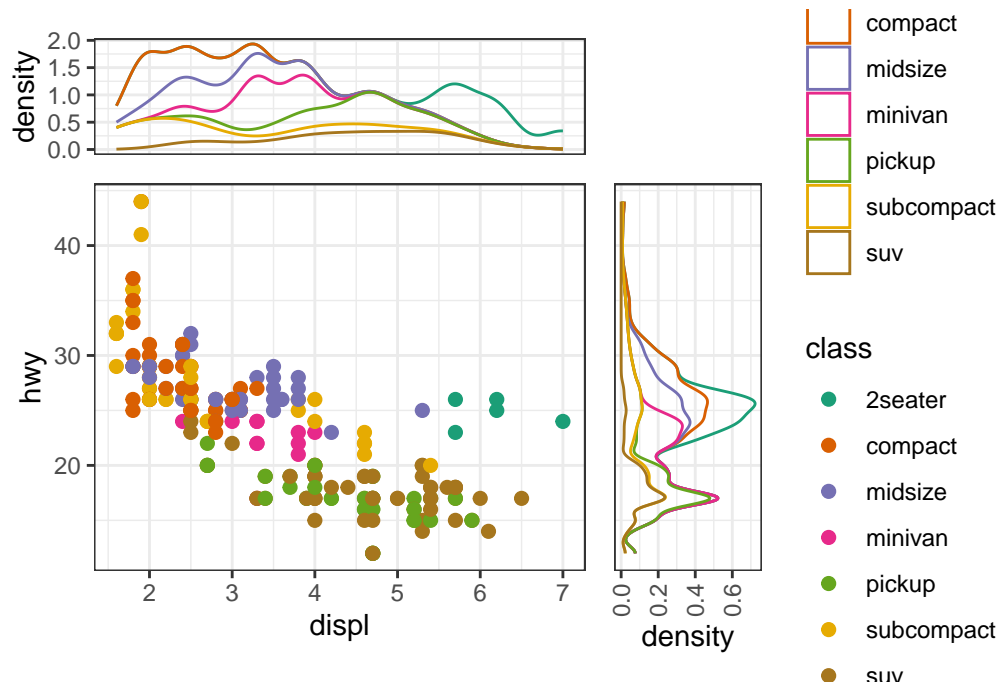 density
2.0
1.5
1.0
0.5
0.0
hwy
40
30
20
2 3 4 5 6 7
displ
0.0 0.2 0.4 0.6
density
compact
midsize
minivan
pickup
subcompact
suv
class
2seater
compact
midsize
minivan
pickup
subcompact
suv